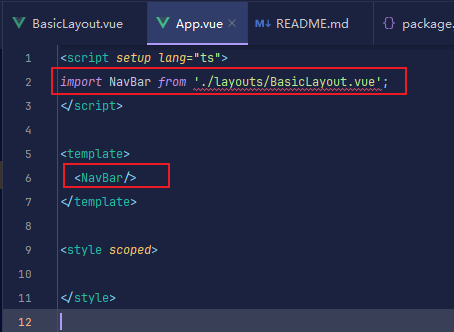 BasicLayout.vue App.vue × README.md {} package.
1 <script setup lang="ts">
2 import NavBar from './layouts/BasicLayout.vue';
3 </script>
4
5 <template>
6 <NavBar/>
7 </template>
8
9 <style scoped>
10
11 </style>
12